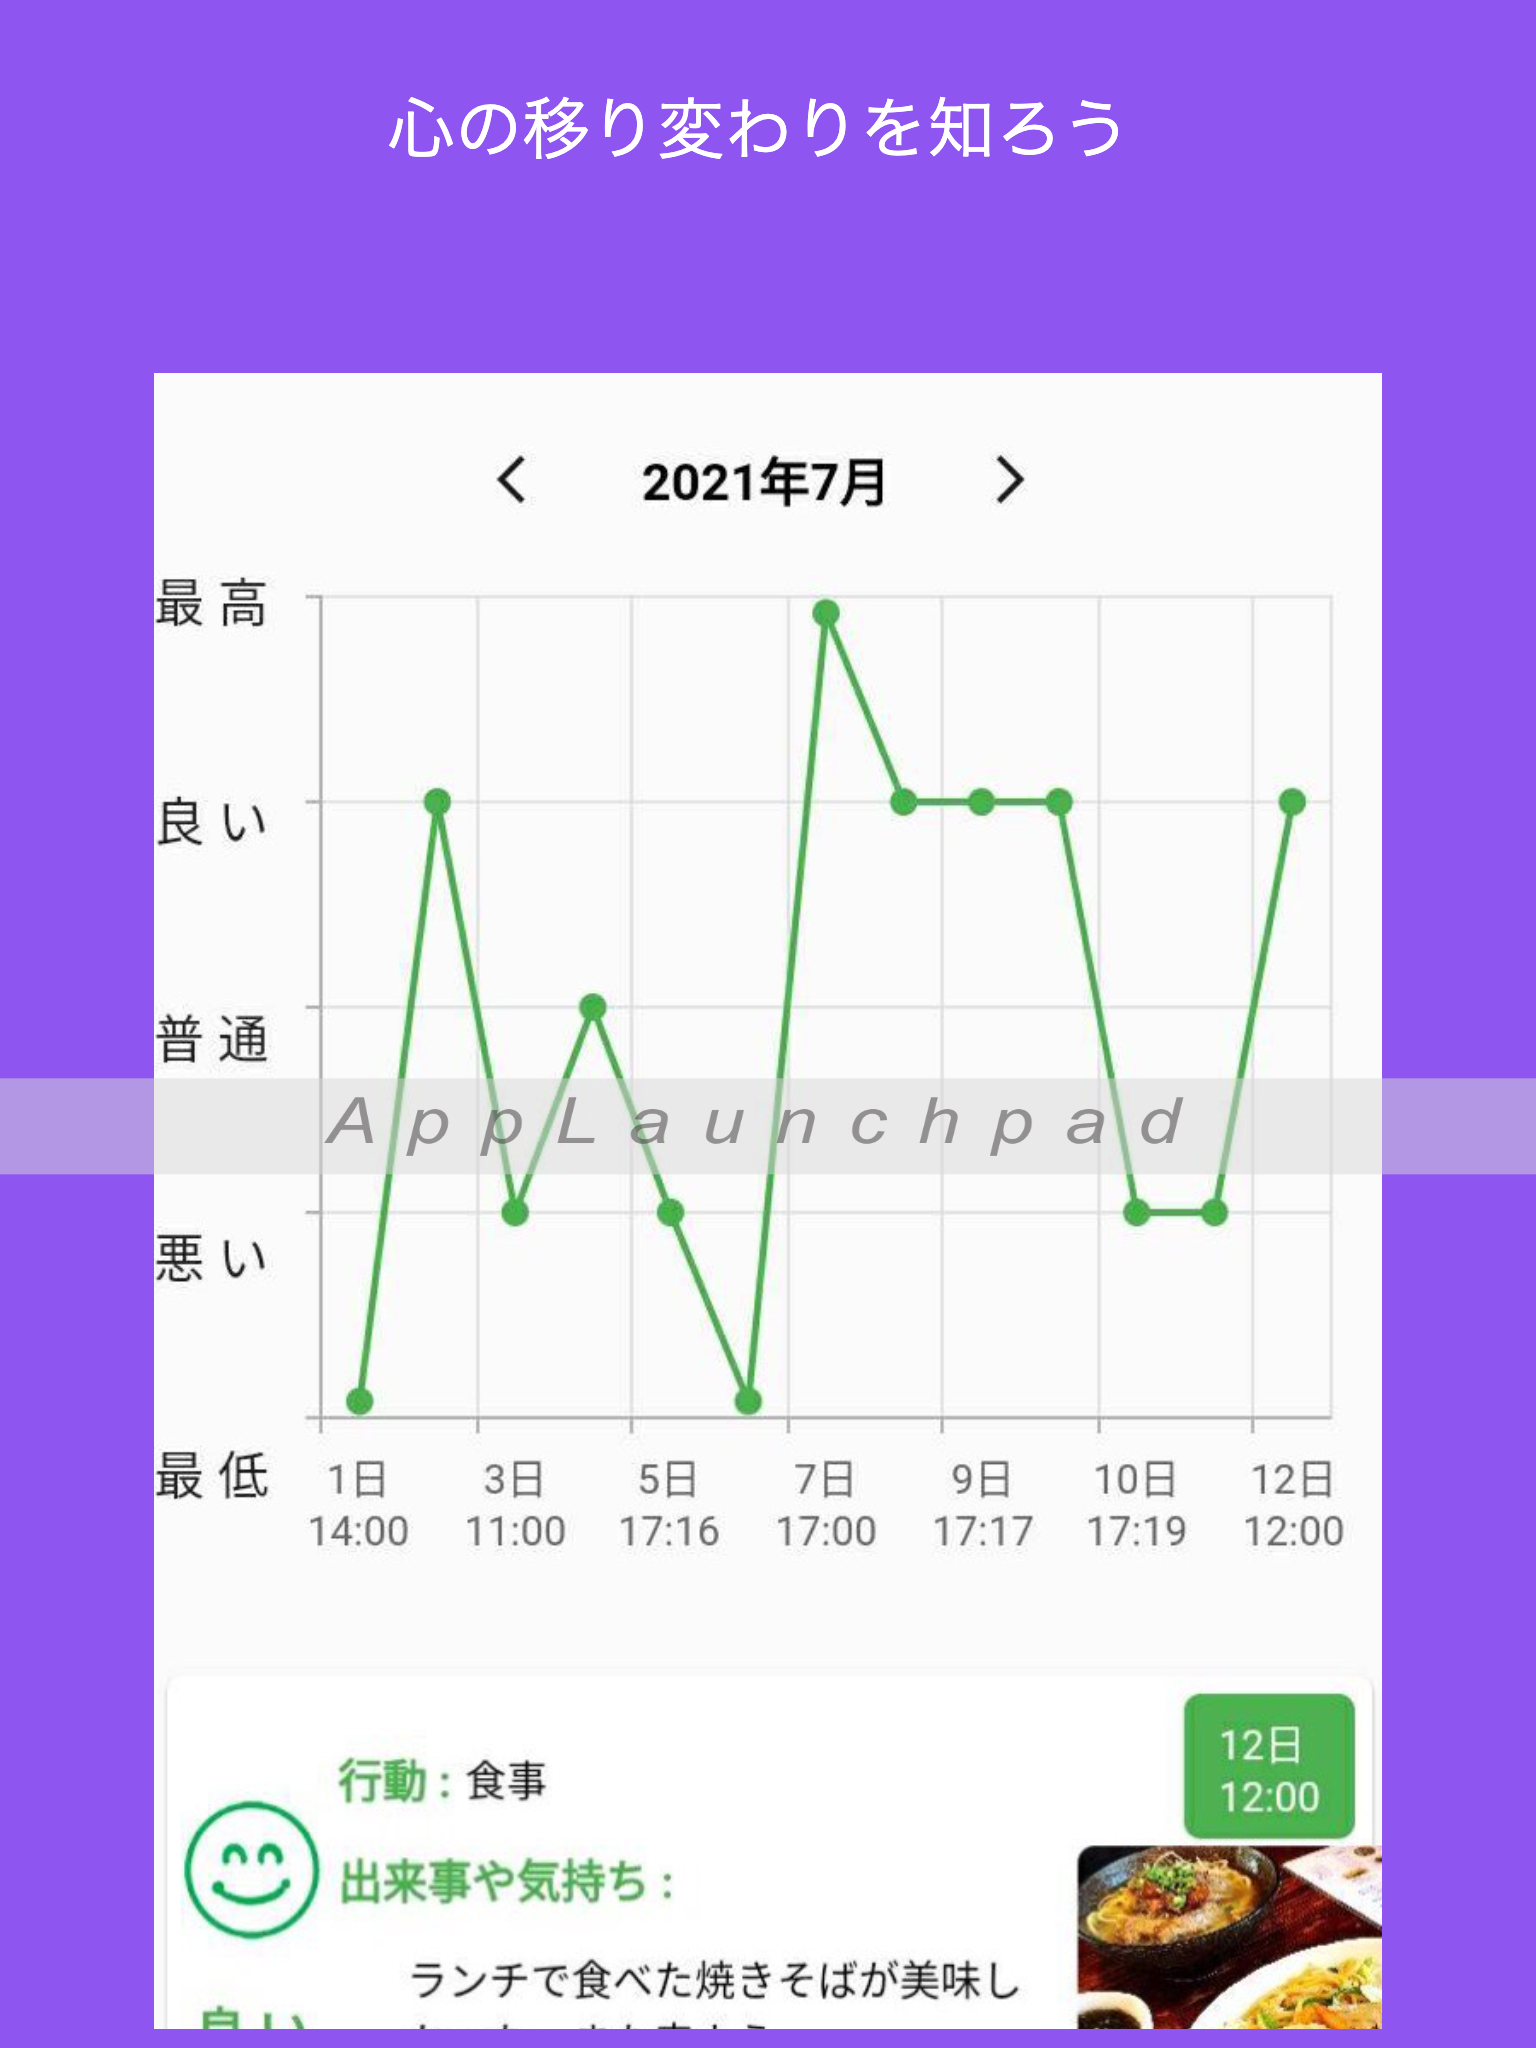 心の移り変わりを知ろう
2021年7月
最高
良い
普通
AppLaunchpad
悪い
最低
1日 3日 5日 7日 9日 10日 12日
14:00 11:00 17:16 17:00 17:17 17:19 12:00
12日
12:00
行動 : 食事
出来事や気持ち :
ランチで食べた焼きそばが美味し
良い